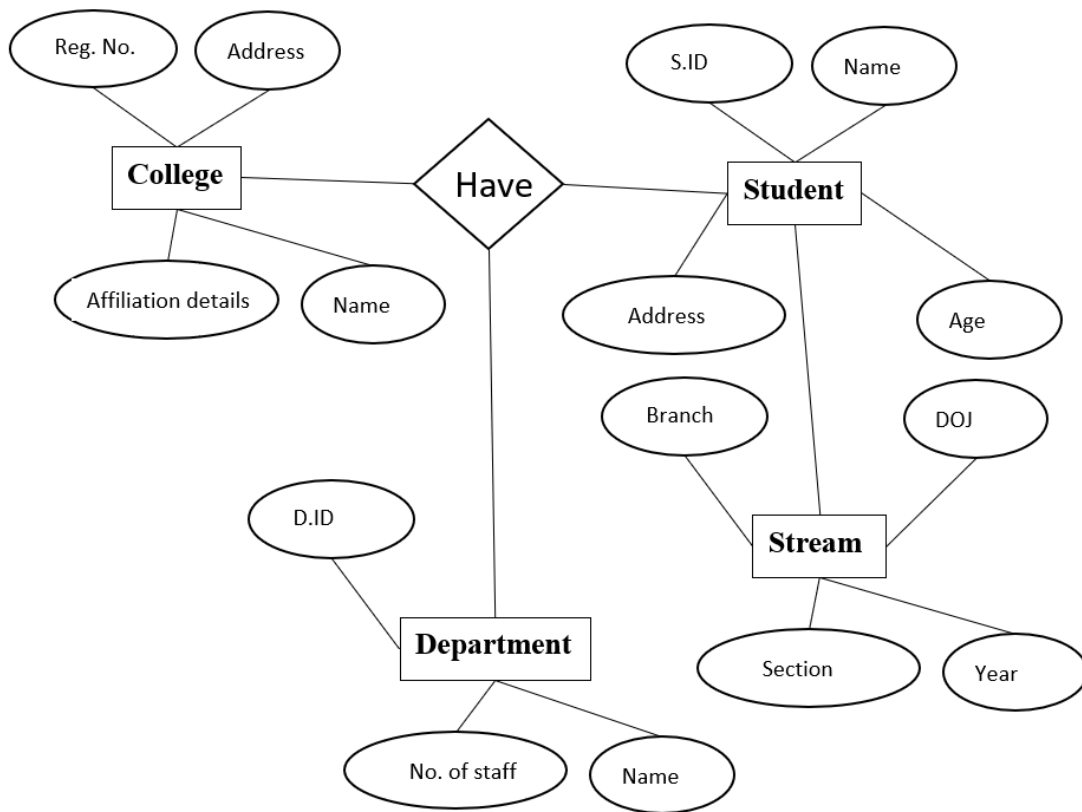 Reg. No.
Address
S.ID
Name
College
Have
Student
Affiliation details
Name
Address
Age
Branch
DOJ
D.ID
Stream
Department
Section
Year
No. of staff
Name